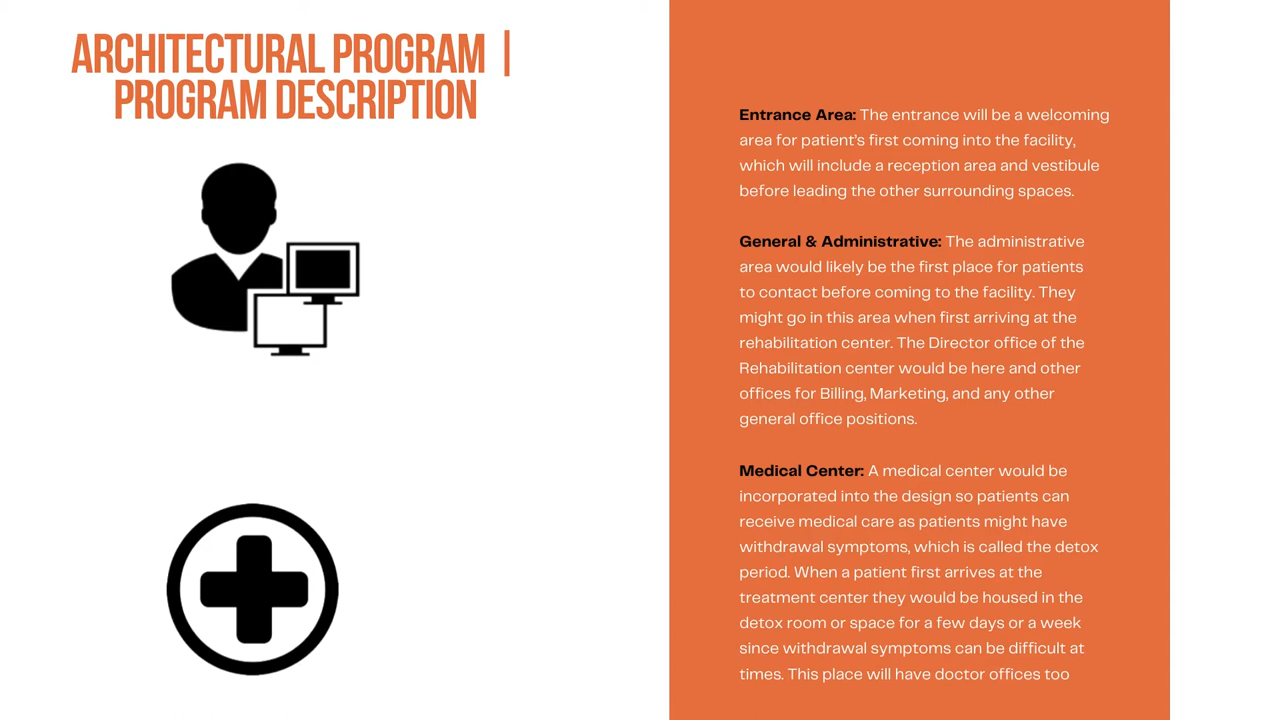 ARCHITECTURAL PROGRAM |
PROGRAM DESCRIPTION
Entrance Area: The entrance will be a welcoming
area for patient's first coming into the facility,
which will include a reception area and vestibule
before leading the other surrounding spaces.
General & Administrative: The administrative
area would likely be the first place for patients
to contact before coming to the facility. They
might go in this area when first arriving at the
rehabilitation center. The Director office of the
Rehabilitation center would be here and other
offices for Billing, Marketing, and any other
general office positions.
Medical Center: A medical center would be
incorporated into the design so patients can
receive medical care as patients might have
withdrawal symptoms, which is called the detox
period. When a patient first arrives at the
treatment center they would be housed in the
detox room or space for a few days or a week
since withdrawal symptoms can be difficult at
times. This place will have doctor offices too